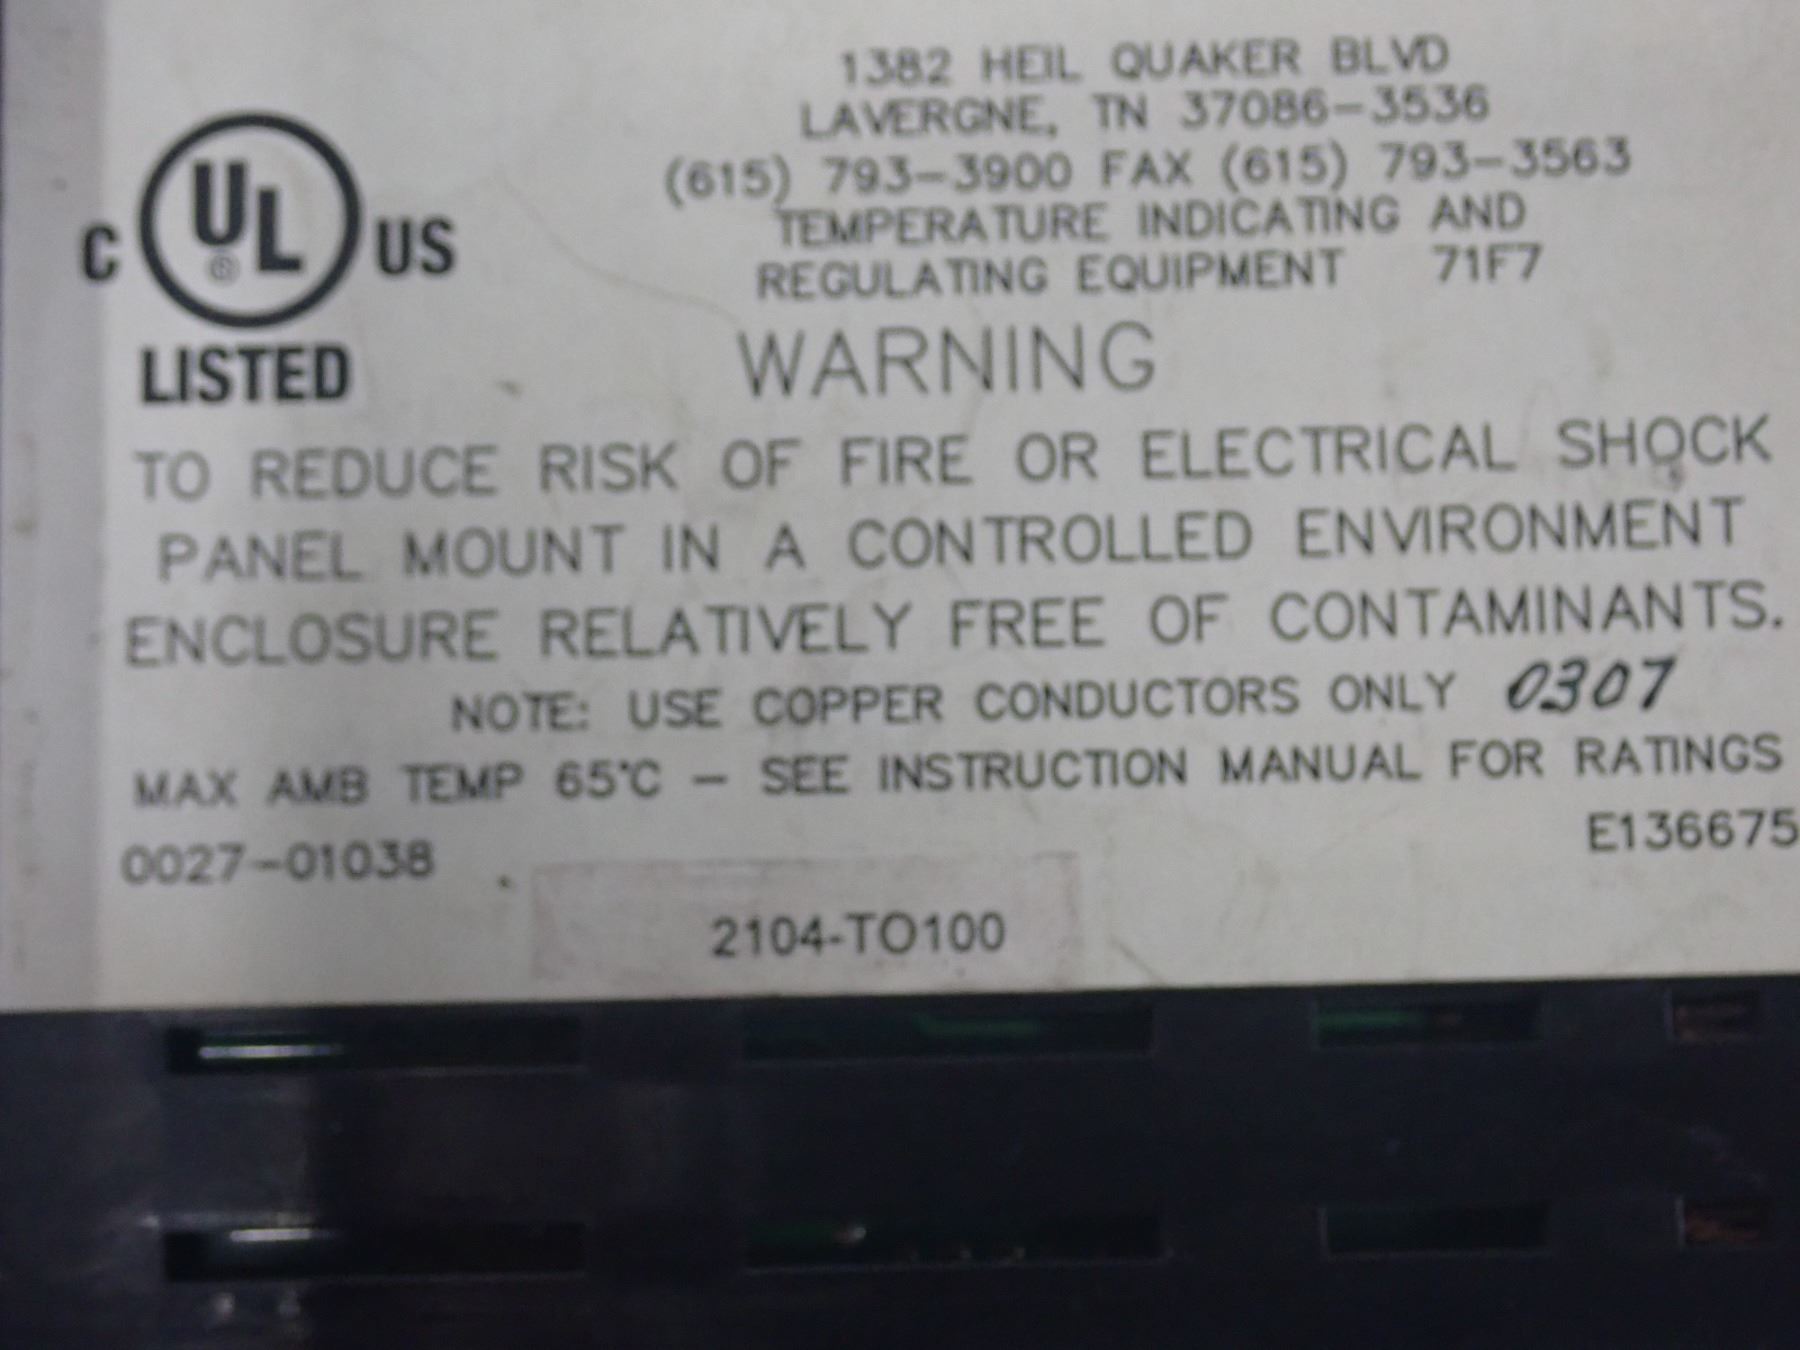 1382 HEIL QUAKER BLVD
LAVERGNE, TN 37086-3536
(615) 793-3900 FAX (615) 793-3563
TEMPERATURE INDICATING AND
REGULATING EQUIPMENT 71F7
C UL ® US
LISTED
WARNING
TO REDUCE RISK OF FIRE OR ELECTRICAL SHOCK
PANEL MOUNT IN A CONTROLLED ENVIRONMENT
ENCLOSURE RELATIVELY FREE OF CONTAMINANTS.
NOTE: USE COPPER CONDUCTORS ONLY 0307
MAX AMB TEMP 65°C - SEE INSTRUCTION MANUAL FOR RATINGS
0027-01038
E136675
2104-TO100